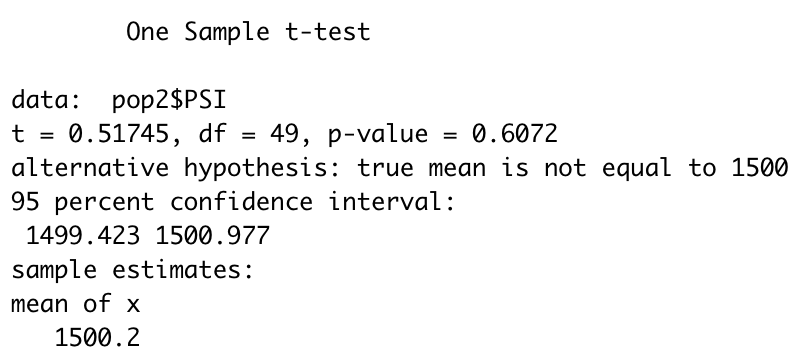 One Sample t-test
data:  pop2$PSI
t = 0.51745, df = 49, p-value = 0.6072
alternative hypothesis: true mean is not equal to 1500
95 percent confidence interval:
1499.423 1500.977
sample estimates:
mean of x
1500.2